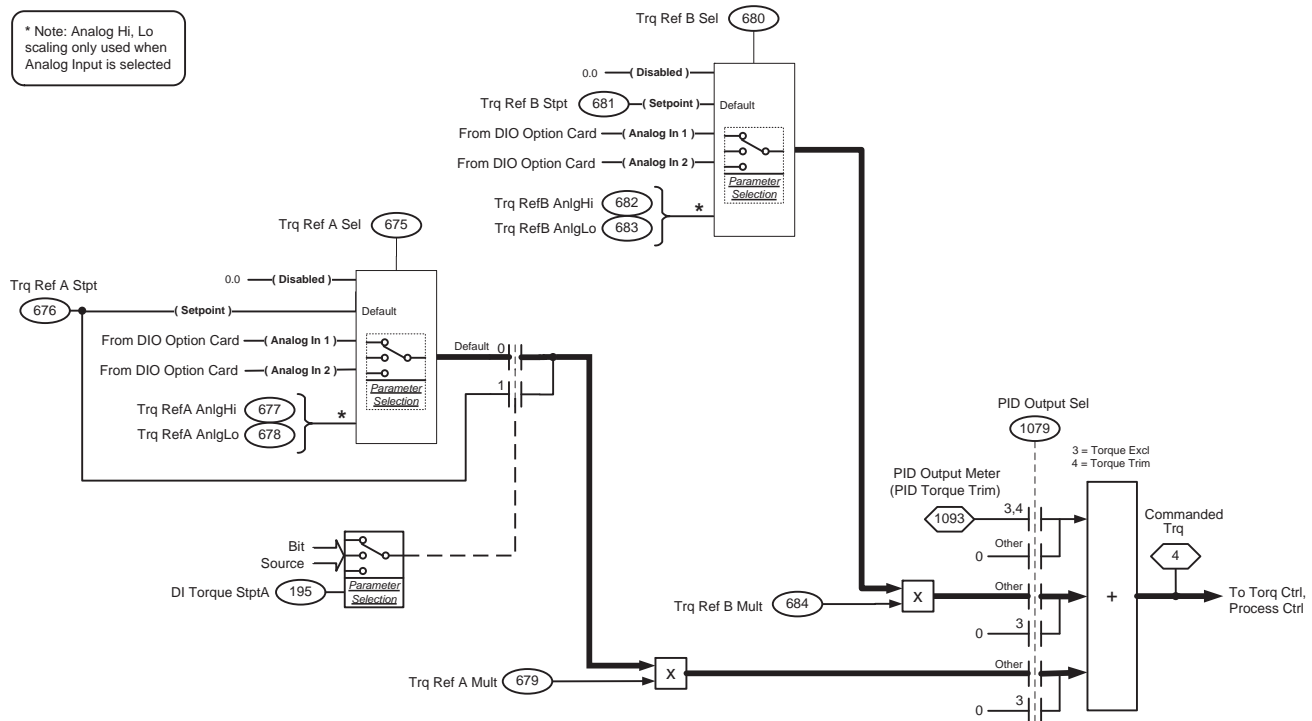 * Note: Analog Hi, Lo
scaling only used when
Analog Input is selected
Trq Ref B Sel 680
0.0 ( Disabled )
Trq Ref B Stpt 681 ( Setpoint ) Default
From DIO Option Card ( Analog In 1 )
From DIO Option Card ( Analog In 2 )
Parameter
Selection
Trq RefB AnlgHi 682
*
Trq RefB AnlgLo 683
Trq Ref A Sel 675
0.0 ( Disabled )
Trq Ref A Stpt
676 ( Setpoint ) Default
From DIO Option Card ( Analog In 1 )
From DIO Option Card ( Analog In 2 )
Parameter
Selection
Trq RefA AnlgHi 677
*
Trq RefA AnlgLo 678
Default 0
1
Bit
Source
DI Torque StptA 195
Parameter
Selection
PID Output Sel
1079
3 = Torque Excl
4 = Torque Trim
PID Output Meter
(PID Torque Trim)
1093 3,4
Other
0
Trq Ref B Mult 684
X
Other
0 3
Trq Ref A Mult 679
X
Other
0 3
+
Commanded
Trq
4
To Torq Ctrl,
Process Ctrl